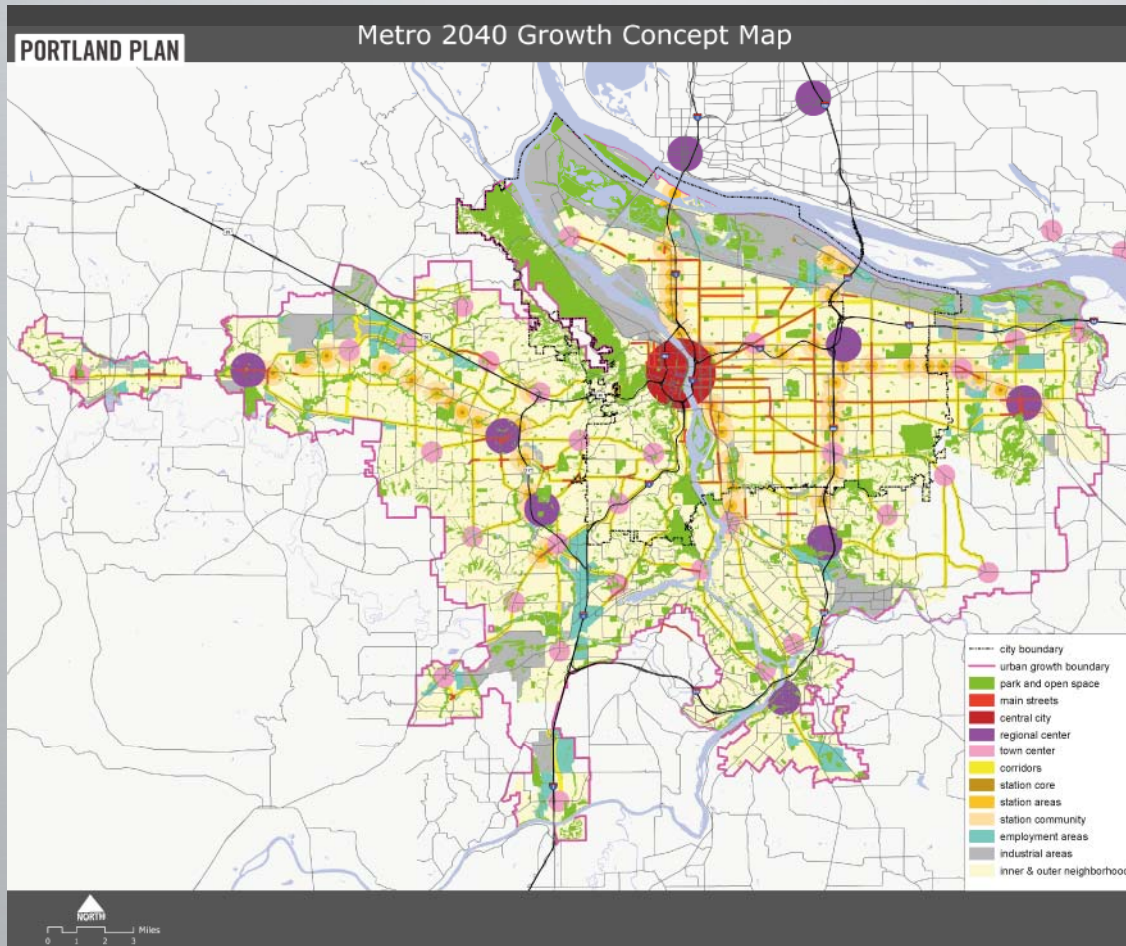 Metro 2040 Growth Concept Map
PORTLAND PLAN
city boundary
urban growth boundary
park and open space
main streets
central city
regional center
town center
corridors
station core
station areas
station community
employment areas
industrial areas
inner & outer neighborhood
NORTH
0 1 2 3 Miles